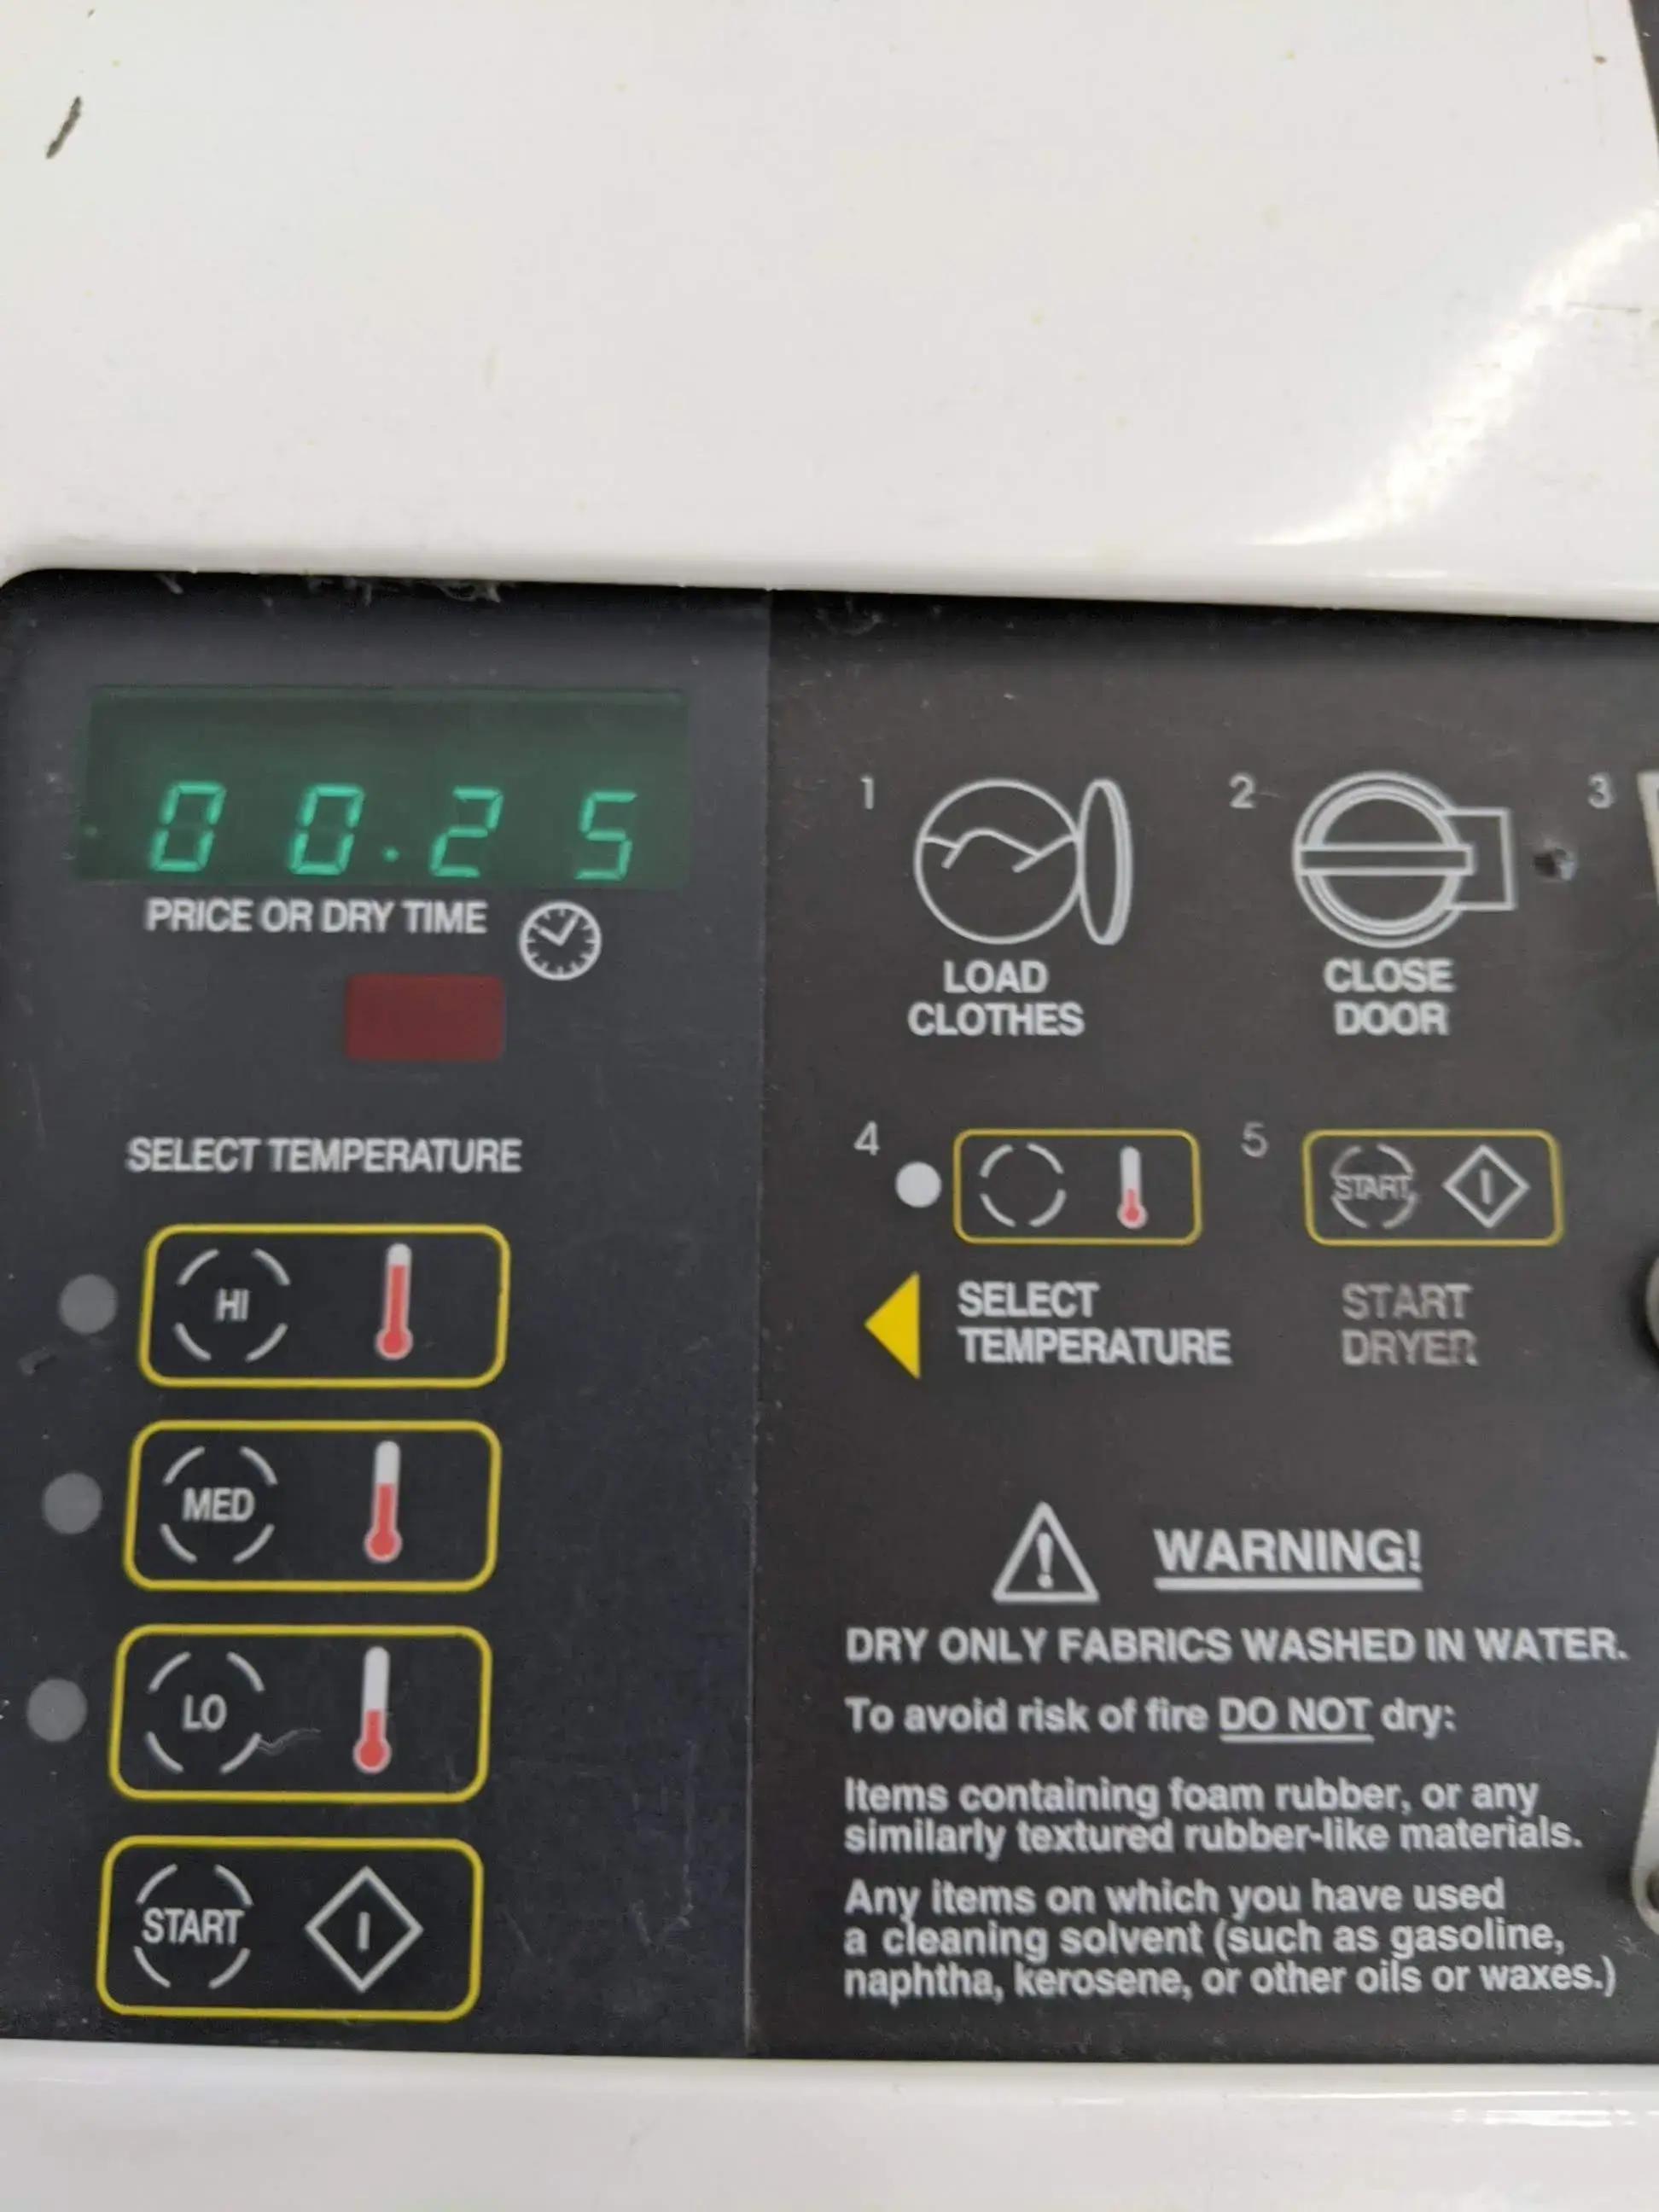 00.25
PRICE OR DRY TIME
SELECT TEMPERATURE
HI
MED
LO
START
1
LOAD
CLOTHES
2
CLOSE
DOOR
3
4
SELECT
TEMPERATURE
5
START
START
DRYER
WARNING!
DRY ONLY FABRICS WASHED IN WATER.
To avoid risk of fire DO NOT dry:
Items containing foam rubber, or any
similarly textured rubber-like materials.
Any items on which you have used
a cleaning solvent (such as gasoline,
naphtha, kerosene, or other oils or waxes.)